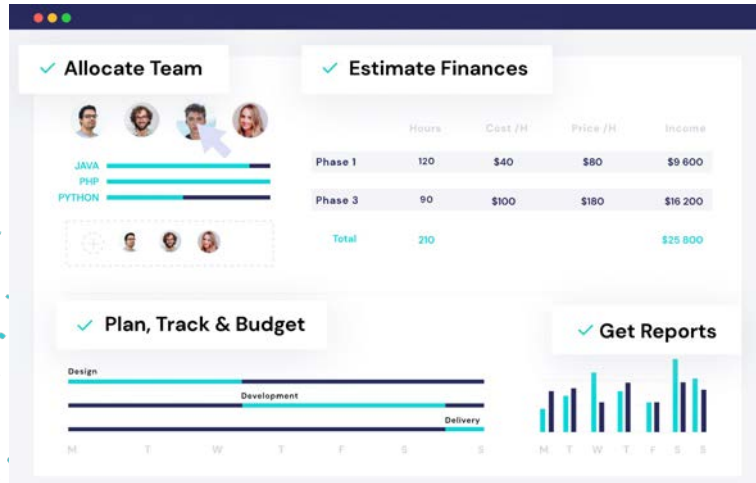 Allocate Team
Estimate Finances
Hours Cost /H Price /H Income
JAVA
PHP
PYTHON
Phase 1 120 $40 $80 $9 600
Phase 3 90 $100 $180 $16 200
Total 210 $25 800
Plan, Track & Budget
Get Reports
Design
Development
Delivery
M T W T F S S
M T W T F S S